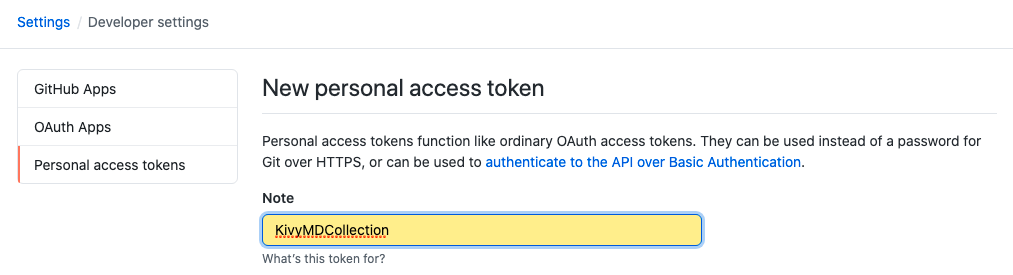 Settings / Developer settings
GitHub Apps
OAuth Apps
Personal access tokens
New personal access token
Personal access tokens function like ordinary OAuth access tokens. They can be used instead of a password for
Git over HTTPS, or can be used to authenticate to the API over Basic Authentication.
Note
KivyMDCollection
What's this token for?